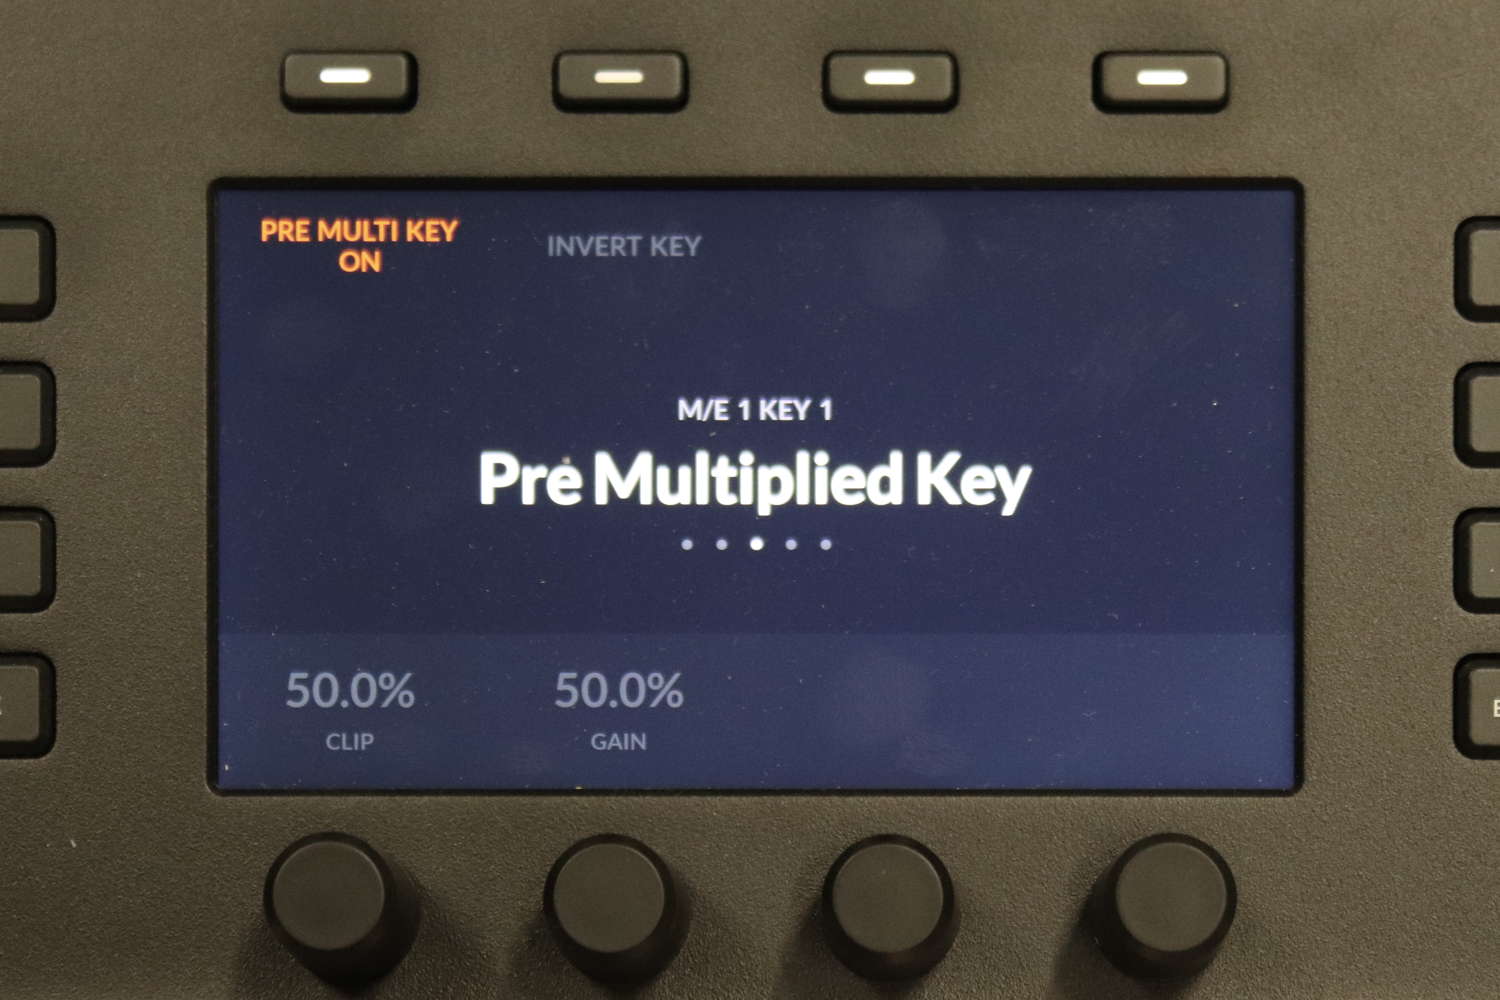 PRE MULTI KEY
ON
INVERT KEY
M/E 1 KEY 1
Pre Multiplied Key
50.0%
50.0%
CLIP
GAIN